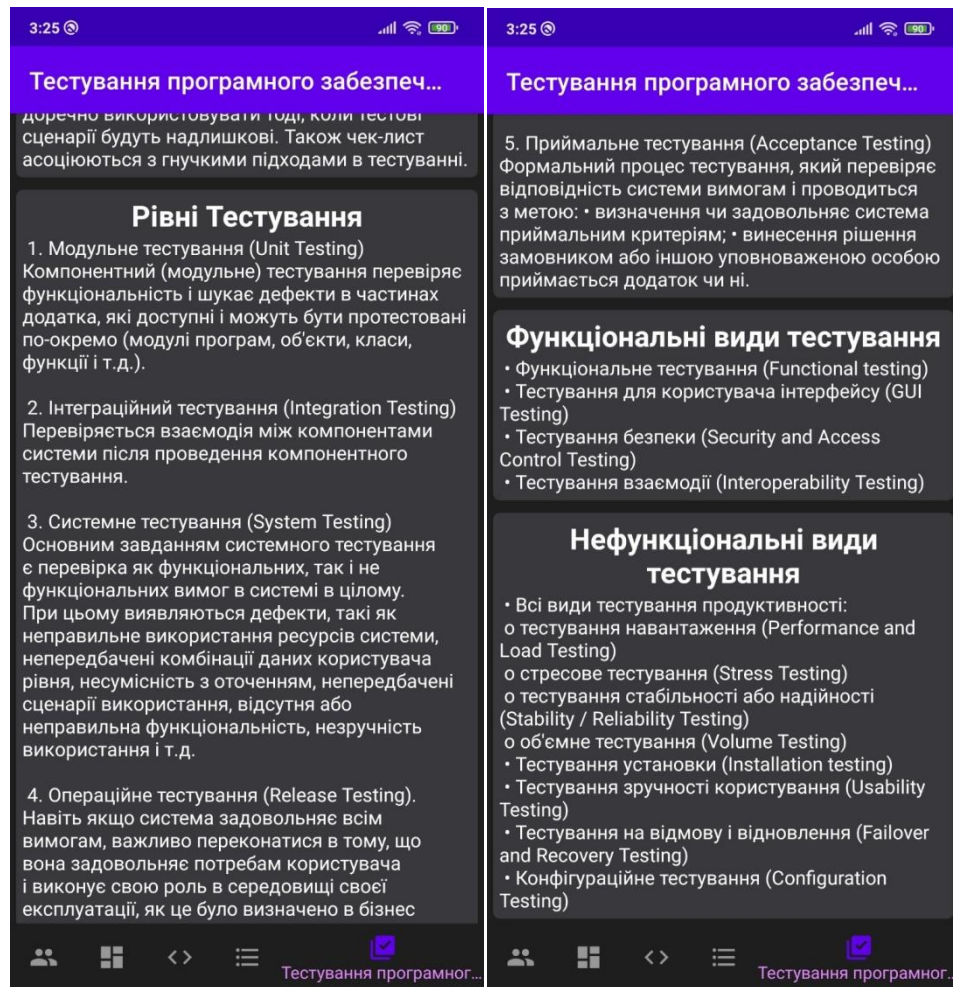 3:25
90
Тестування програмного забезпеч...
доречно використовувати тоді, коли тестові
сценарії будуть надлишкові. Також чек-лист
асоціюються з гнучкими підходами в тестуванні.
Рівні Тестування
1. Модульне тестування (Unit Testing)
Компонентний (модульне) тестування перевіряє
функціональність і шукає дефекти в частинах
додатка, які доступні і можуть бути протестовані
по-окремо (модулі програм, об'єкти, класи,
функції і т.д.).
2. Інтеграційний тестування (Integration Testing)
Перевіряється взаємодія між компонентами
системи після проведення компонентного
тестування.
3. Системне тестування (System Testing)
Основним завданням системного тестування
є перевірка як функціональних, так і не
функціональних вимог в системі в цілому.
При цьому виявляються дефекти, такі як
неправильне використання ресурсів системи,
непередбачені комбінації даних користувача
рівня, несумісність з оточенням, непередбачені
сценарії використання, відсутня або
неправильна функціональність, незручність
використання і т.д.
4. Операційне тестування (Release Testing).
Навіть якщо система задовольняє всім
вимогам, важливо переконатися в тому, що
вона задовольняє потребам користувача
і виконує свою роль в середовищі своєї
експлуатації, як це було визначено в бізнес
Тестування програмног...
3:25
90
Тестування програмного забезпеч...
5. Приймальне тестування (Acceptance Testing)
Формальний процес тестування, який перевіряє
відповідність системи вимогам і проводиться
з метою: • визначення чи задовольняє система
приймальним критеріям; • винесення рішення
замовником або іншою уповноваженою особою
приймається додаток чи ні.
Функціональні види тестування
• Функціональне тестування (Functional testing)
• Тестування для користувача інтерфейсу (GUI
Testing)
• Тестування безпеки (Security and Access
Control Testing)
• Тестування взаємодії (Interoperability Testing)
Нефункціональні види
тестування
• Всі види тестування продуктивності:
o тестування навантаження (Performance and
Load Testing)
o стресове тестування (Stress Testing)
o тестування стабільності або надійності
(Stability / Reliability Testing)
o об'ємне тестування (Volume Testing)
• Тестування установки (Installation testing)
• Тестування зручності користування (Usability
Testing)
• Тестування на відмову і відновлення (Failover
and Recovery Testing)
• Конфігураційне тестування (Configuration
Testing)
Тестування програмног...